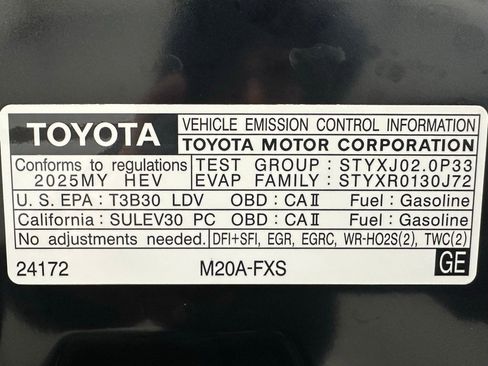 TOYOTA
VEHICLE EMISSION CONTROL INFORMATION
TOYOTA MOTOR CORPORATION
Conforms to regulations
2025MY HEV
TEST GROUP : STYXJ02.0P33
EVAP FAMILY : STYXR0130J72
U.S. EPA : T3B30 LDV OBD : CAⅡ Fuel : Gasoline
California : SULEV30 PC OBD : CAⅡ Fuel : Gasoline
No adjustments needed. DFI+SFI, EGR, EGRC, WR-HO2S(2), TWC(2)
24172 M20A-FXS GE